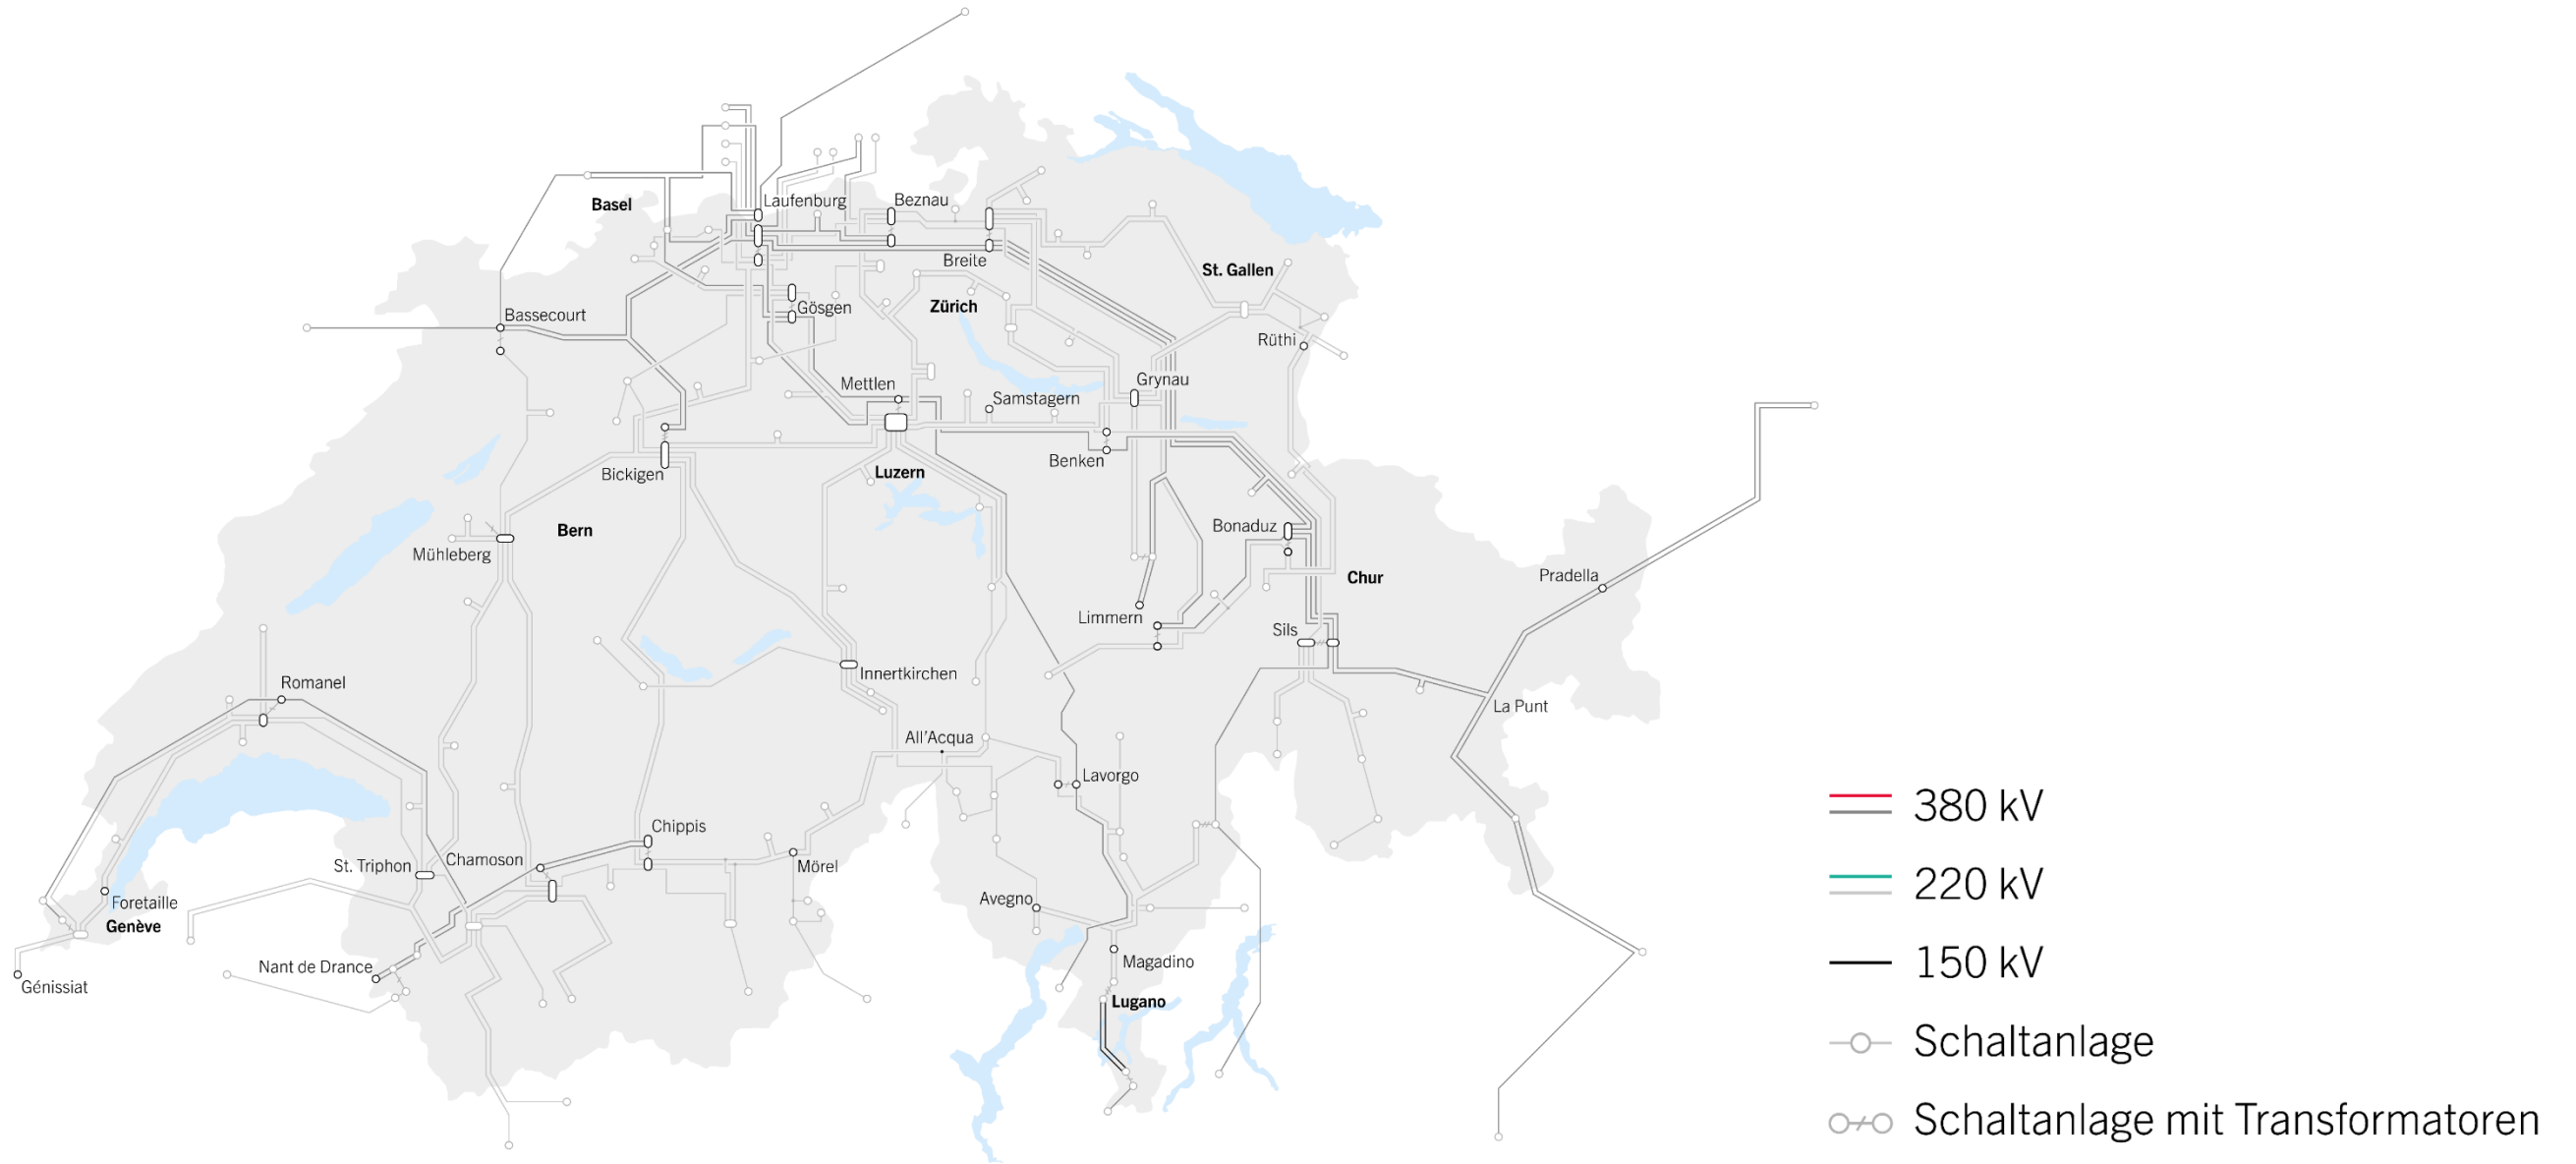 Laufenburg
Beznau
Basel
Breite
St. Gallen
Zürich
Gösgen
Bassecourt
Rüthi
Mettlen
Grynau
Samstagern
Benken
Luzern
Bickigen
Bonaduz
Bern
Mühleberg
Chur
Pradella
Limmern
Sils
Innertkirchen
Romanel
La Punt
All'Acqua
Lavorgo
380 kV
Chippis
Chamoson
St. Triphon
Mörel
220 kV
Avegno
Foretaille
Genève
Magadino
150 kV
Nant de Drance
Génissiat
Lugano
Schaltanlage
Schaltanlage mit Transformatoren